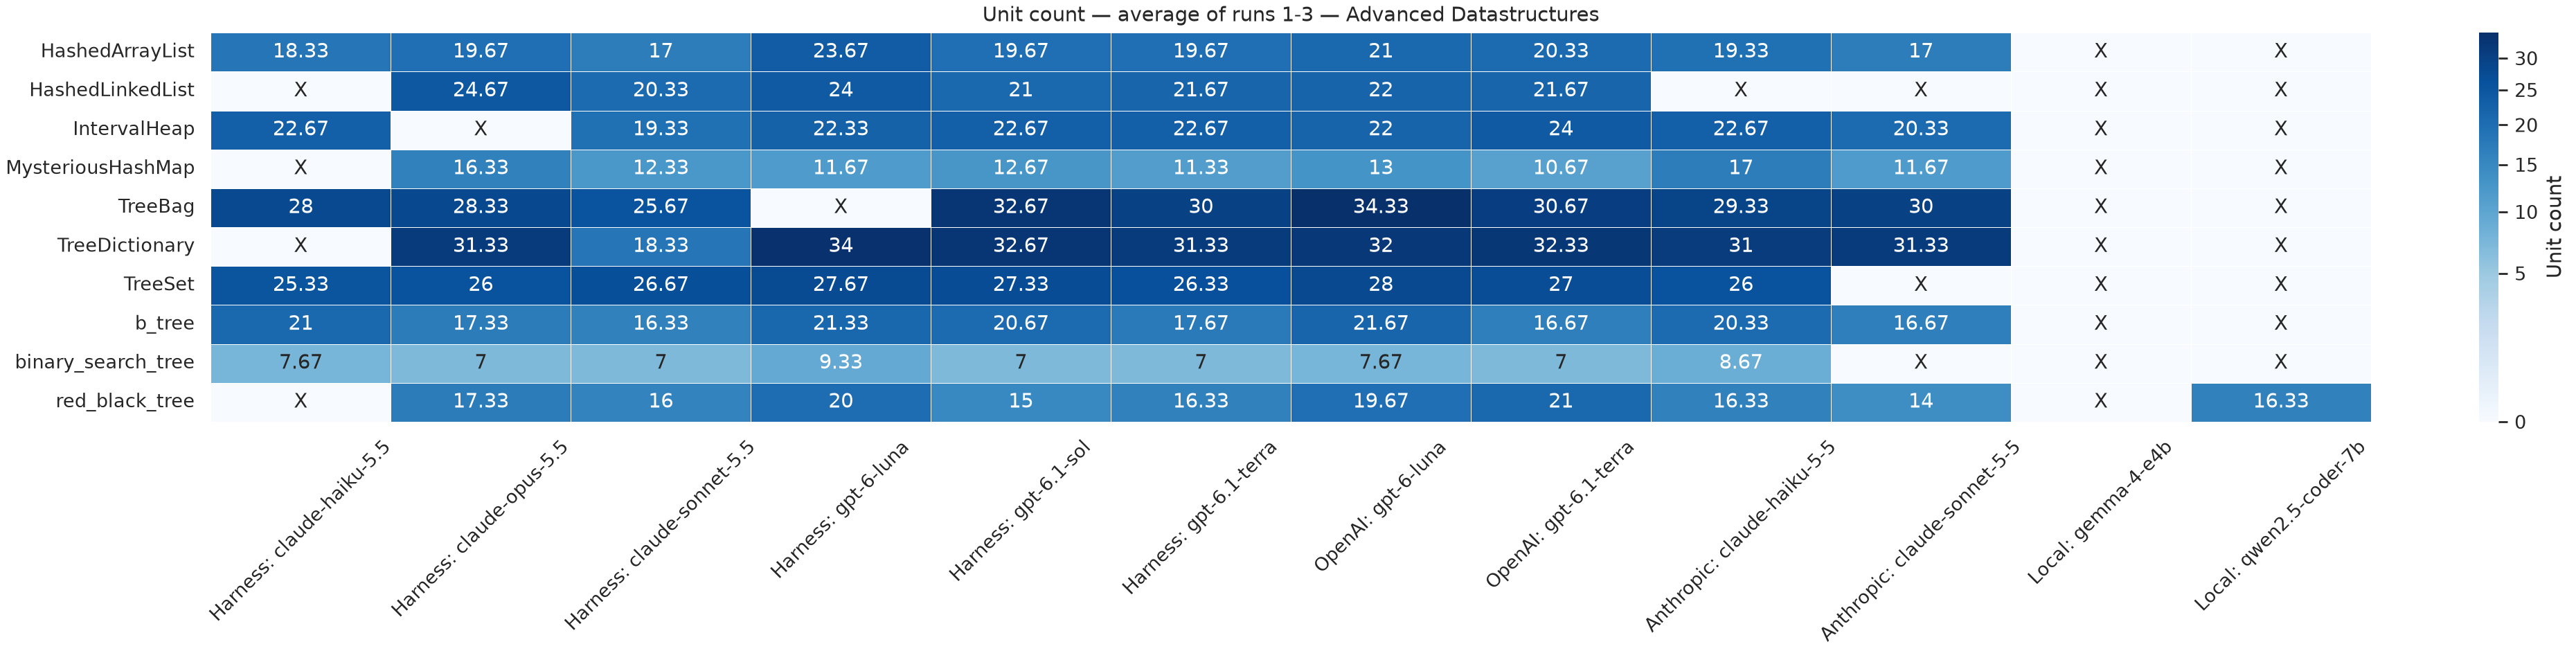 Unit count — average of runs 1-3 — Advanced Datastructures
HashedArrayList 18.33 19.67 17 23.67 19.67 19.67 21 20.33 19.33 17 X X
HashedLinkedList X 24.67 20.33 24 21 21.67 22 21.67 X X X X
IntervalHeap 22.67 X 19.33 22.33 22.67 22.67 22 24 22.67 20.33 X X
MysteriousHashMap X 16.33 12.33 11.67 12.67 11.33 13 10.67 17 11.67 X X
TreeBag 28 28.33 25.67 X 32.67 30 34.33 30.67 29.33 30 X X
TreeDictionary X 31.33 18.33 34 32.67 31.33 32 32.33 31 31.33 X X
TreeSet 25.33 26 26.67 27.67 27.33 26.33 28 27 26 X X X
b_tree 21 17.33 16.33 21.33 20.67 17.67 21.67 16.67 20.33 16.67 X X
binary_search_tree 7.67 7 7 9.33 7 7 7.67 7 8.67 X X X
red_black_tree X 17.33 16 20 15 16.33 19.67 21 16.33 14 X 16.33
Harness: claude-haiku-5.5
Harness: claude-opus-5.5
Harness: claude-sonnet-5.5
Harness: gpt-6-luna
Harness: gpt-6.1-sol
Harness: gpt-6.1-terra
OpenAI: gpt-6-luna
OpenAI: gpt-6.1-terra
Anthropic: claude-haiku-5-5
Anthropic: claude-sonnet-5-5
Local: gemma-4-e4b
Local: qwen2.5-coder-7b
30
25
20
15
10
5
0
Unit count